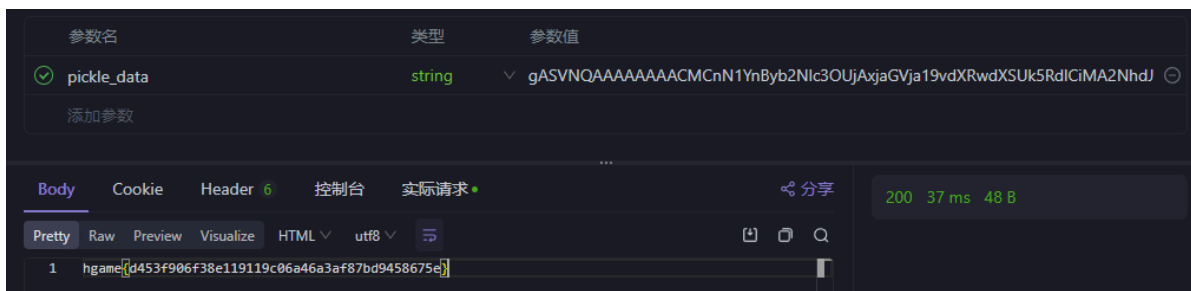 参数名 类型 参数值
pickle_data string gASVNQAAAAAAAACMCnN1YnByb2Nlc3OUjAxjaGVja19vdXRwdXSUk5RdlCiMA2NhdJ
添加参数
Body Cookie Header 6 控制台 实际请求 分享 200 37 ms 48 B
Pretty Raw Preview Visualize HTML utf8
1 hgame{d453f906f38e119119c06a46a3af87bd9458675e}